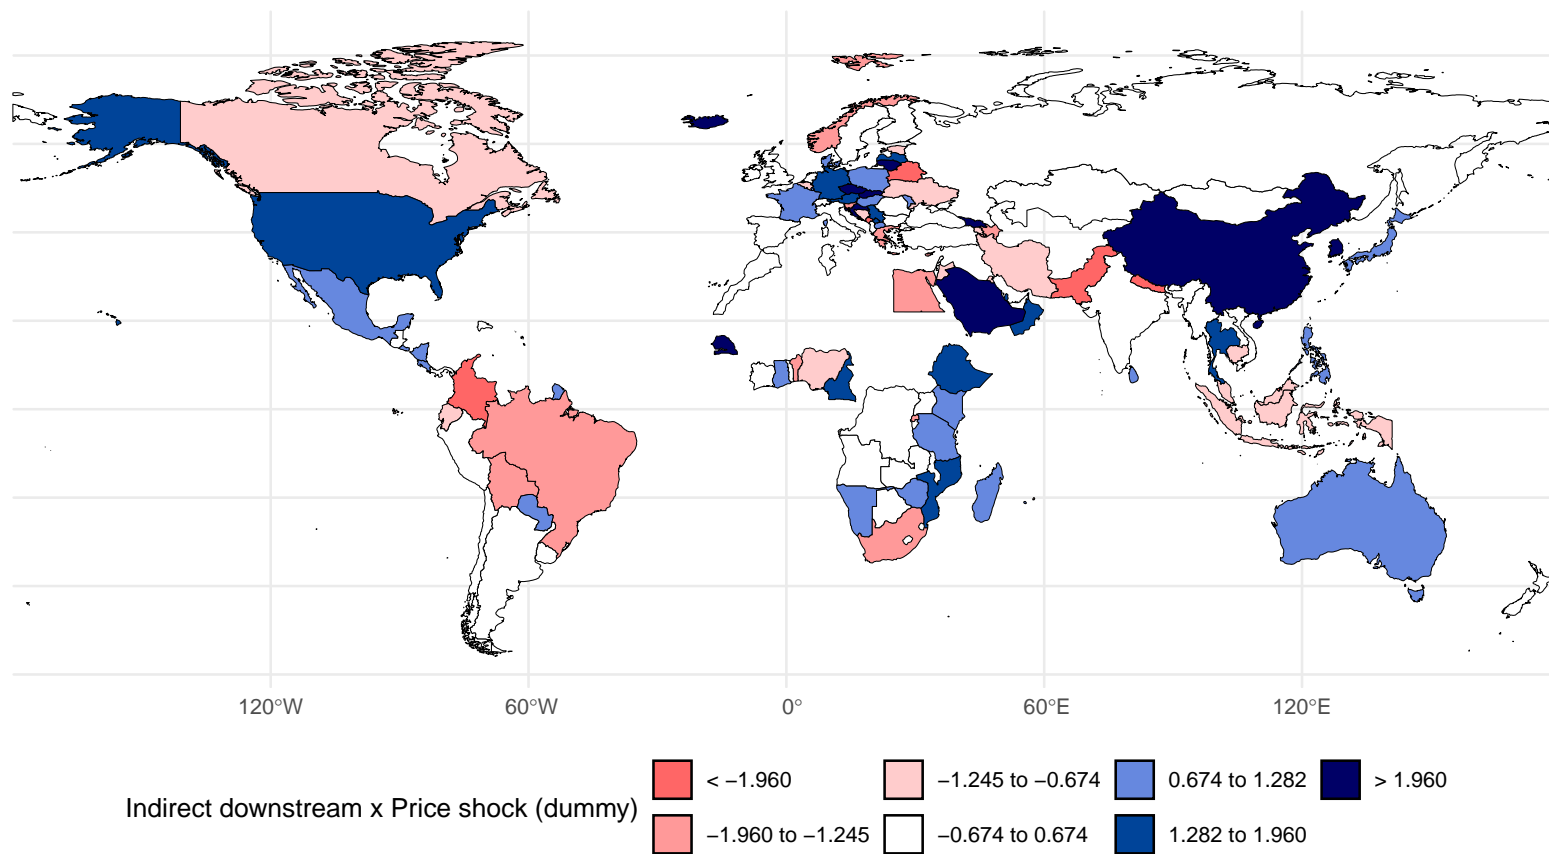 120°W 60°W 0° 60°E 120°E
Indirect downstream x Price shock (dummy)
< −1.960 −1.245 to −0.674 0.674 to 1.282 > 1.960
−1.960 to −1.245 −0.674 to 0.674 1.282 to 1.960